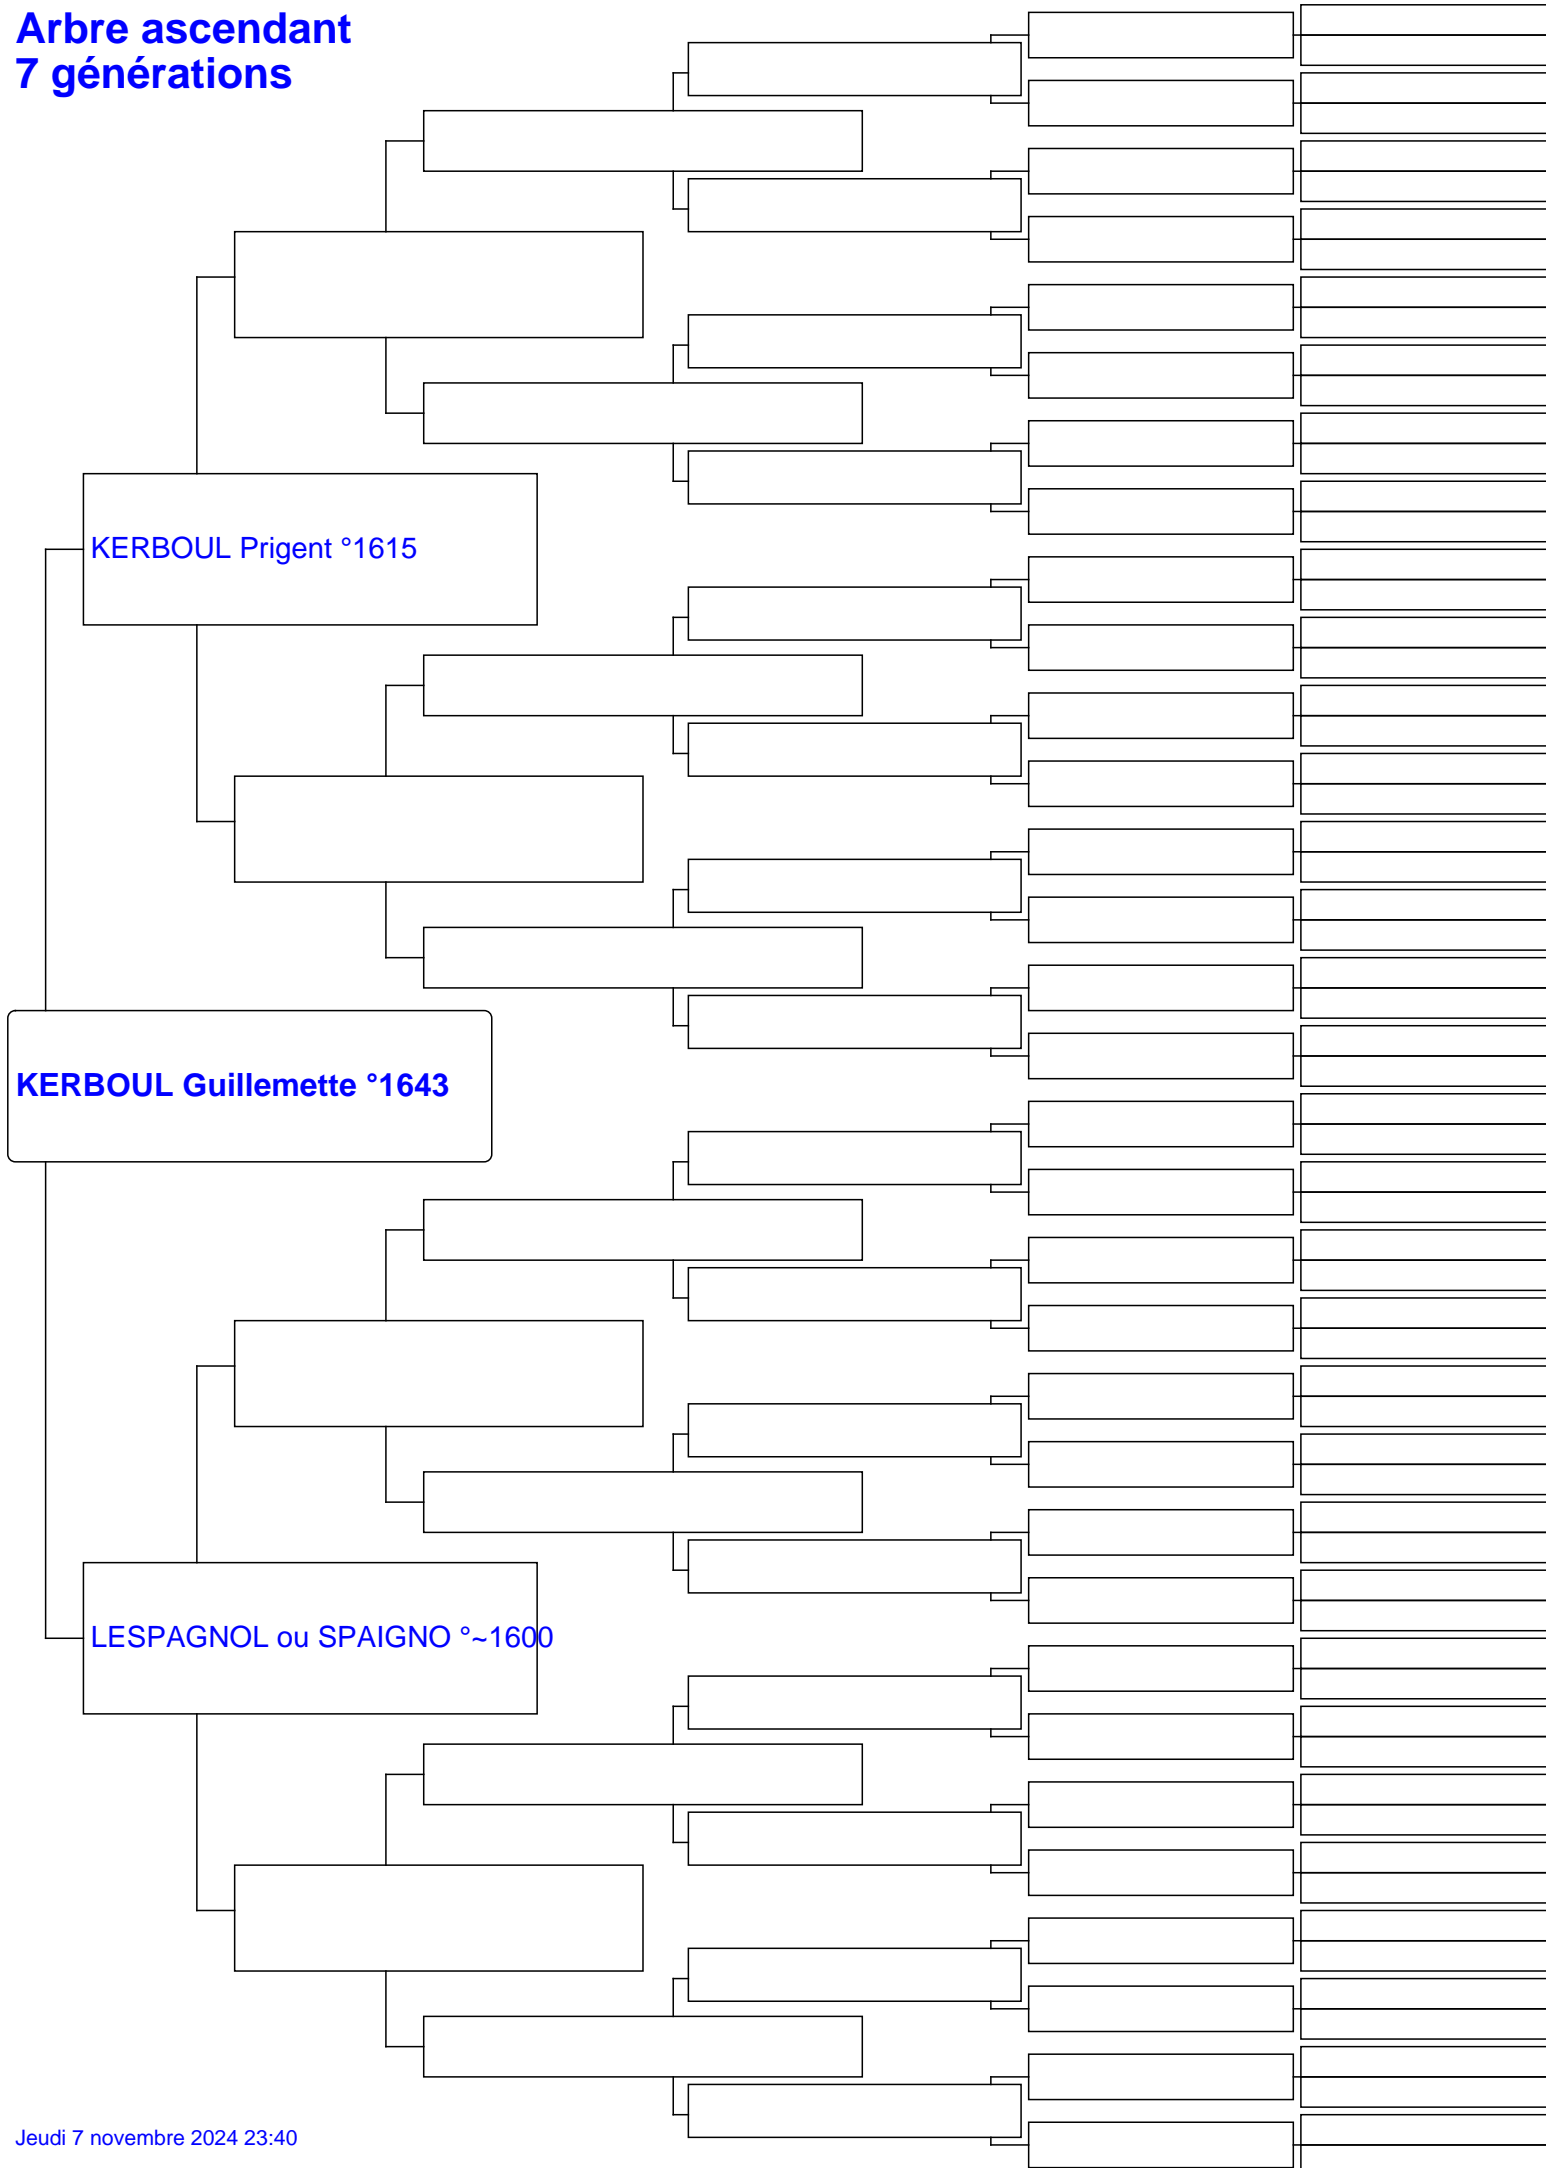 Arbre ascendant
7 générations
KERBOUL Prigent °1615
KERBOUL Guillemette °1643
LESPAGNOL ou SPAIGNO °~1600
Jeudi 7 novembre 2024 23:40